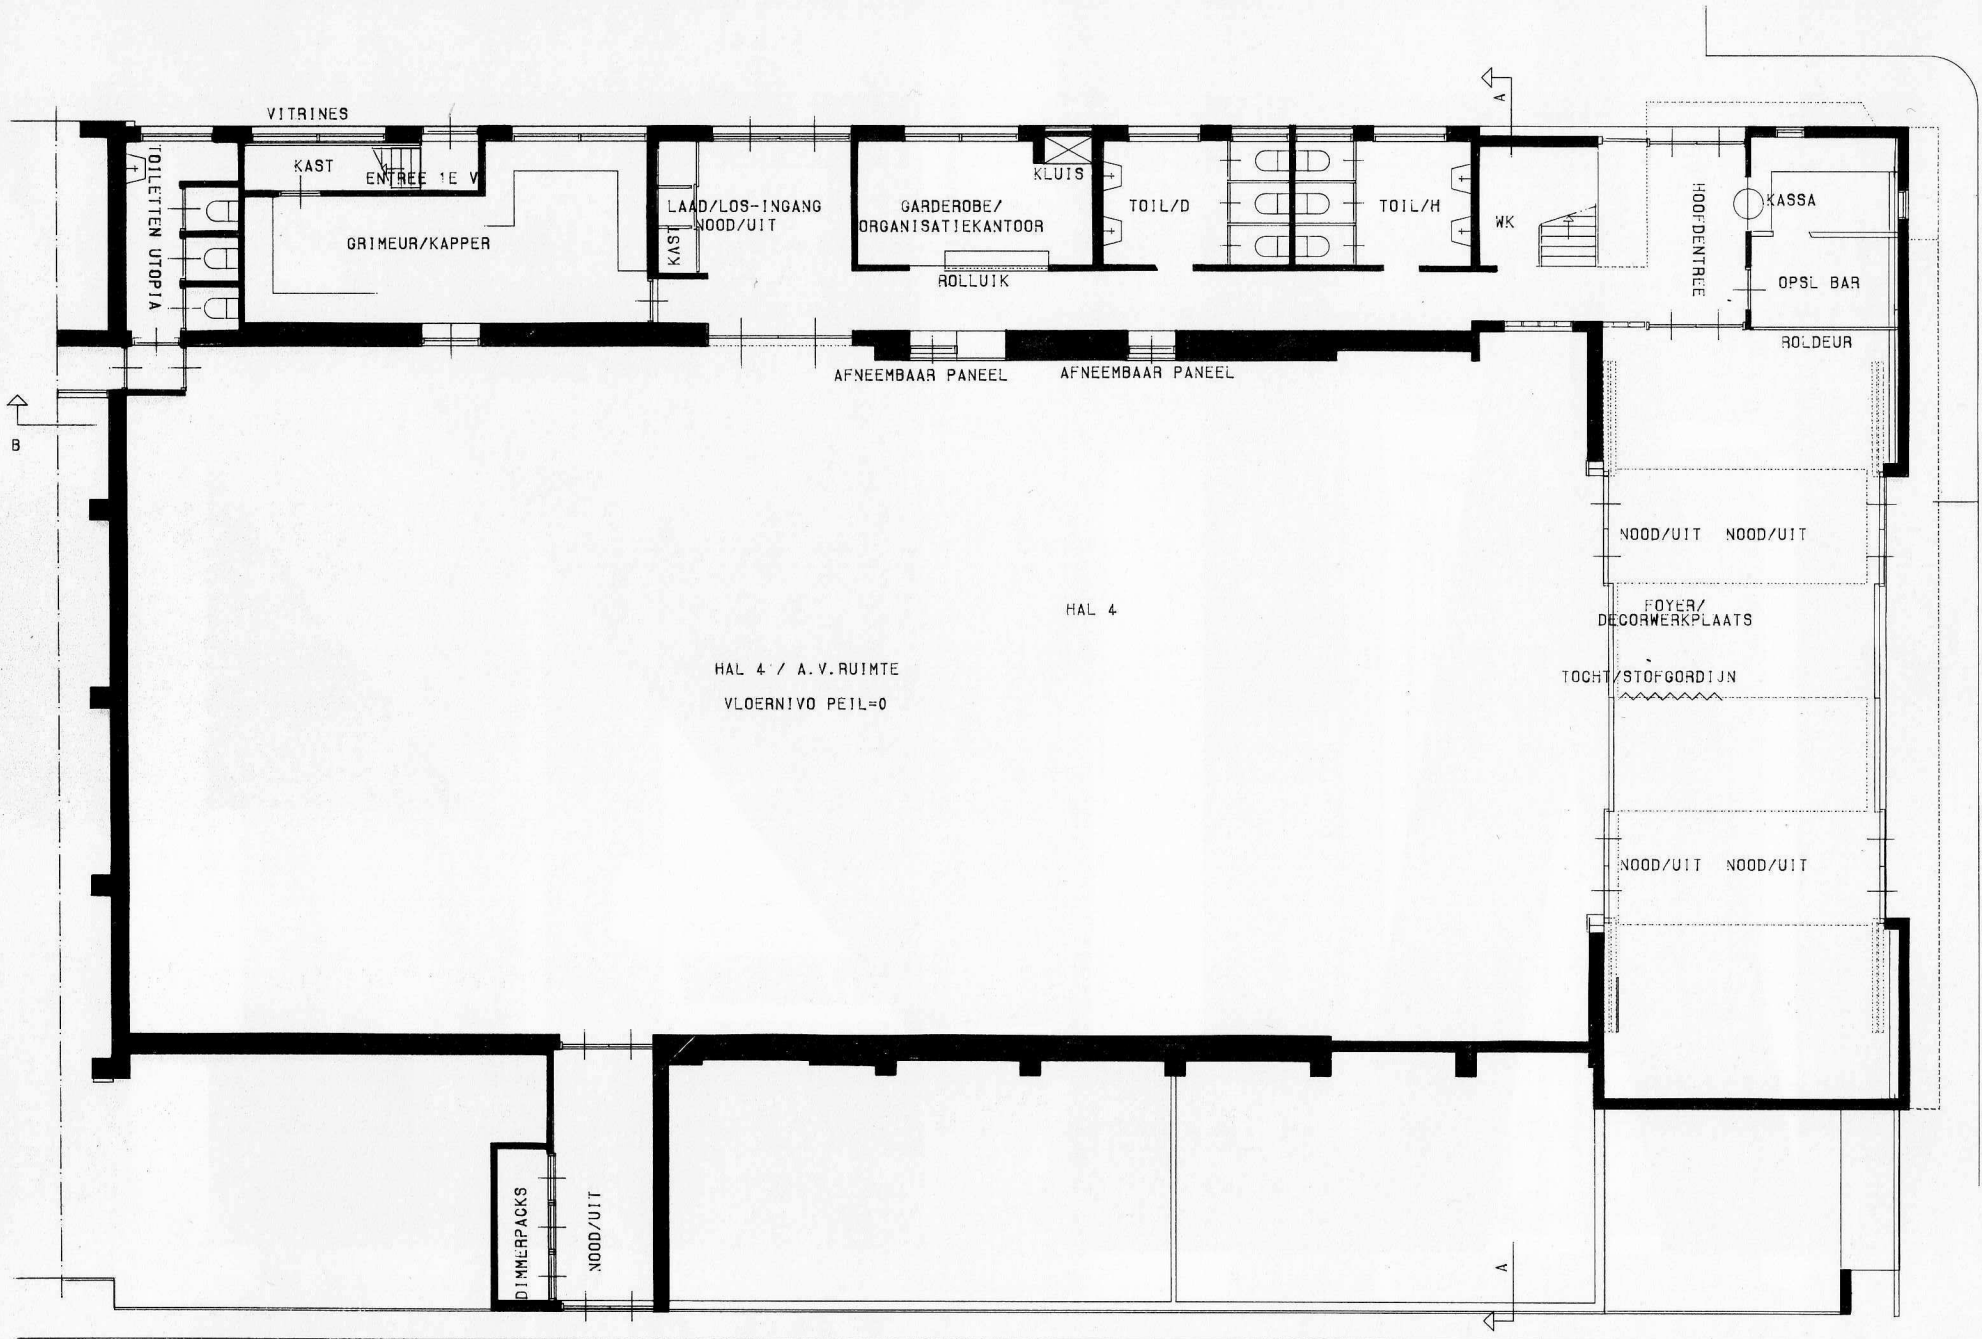 VITRINES
A
KAST
ENTREE 1E V
TOILETTEN UTOPIA
GRIMEUR/KAPPER
LAAD/LOS-INGANG
NOOD/UIT
KAST
GARDEROBE/
ORGANISATIEKANTOOR
KLUIS
ROLLUIK
TOIL/D
TOIL/H
WK
HOOFDENTREE
KASSA
OPSL BAR
ROLDEUR
AFNEEMBAAR PANEEL
AFNEEMBAAR PANEEL
B
NOOD/UIT NOOD/UIT
HAL 4
FOYER/
DECORWERKPLAATS
HAL 4 / A.V.RUIMTE
VLOERNIVO PEIL=0
TOCHT/STOFGORDIJN
NOOD/UIT NOOD/UIT
DIMMERPACKS
NOOD/UIT
A